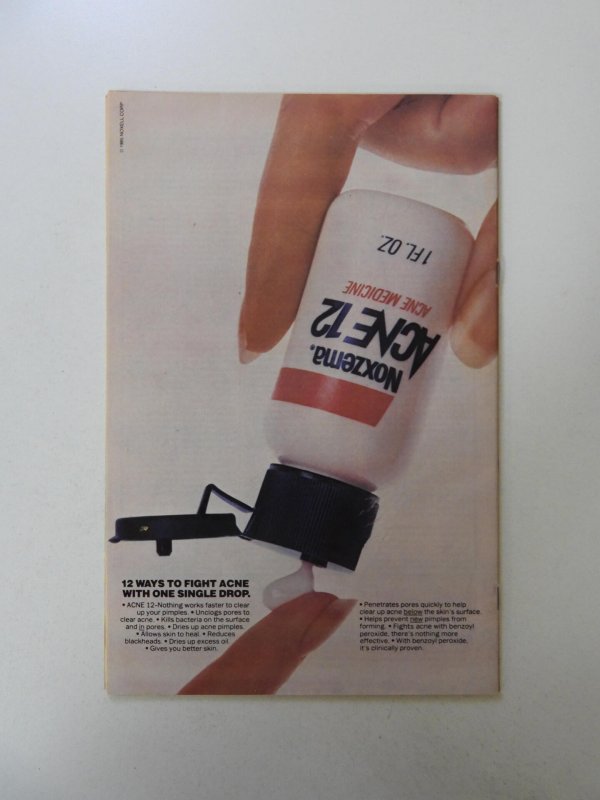 © 1985 NOXELL CORP
1 FL. OZ.
ACNE MEDICINE
ACNE 12
Noxzema®
12 WAYS TO FIGHT ACNE
WITH ONE SINGLE DROP.
• ACNE 12-Nothing works faster to clear
up your pimples. • Unclogs pores to
clear acne. • Kills bacteria on the surface
and in pores. • Dries up acne pimples.
• Allows skin to heal. • Reduces
blackheads. • Dries up excess oil.
• Gives you better skin.
• Penetrates pores quickly to help
clear up acne below the skin's surface.
• Helps prevent new pimples from
forming. • Fights acne with benzoyl
peroxide, there's nothing more
effective. • With benzoyl peroxide,
it's clinically proven.